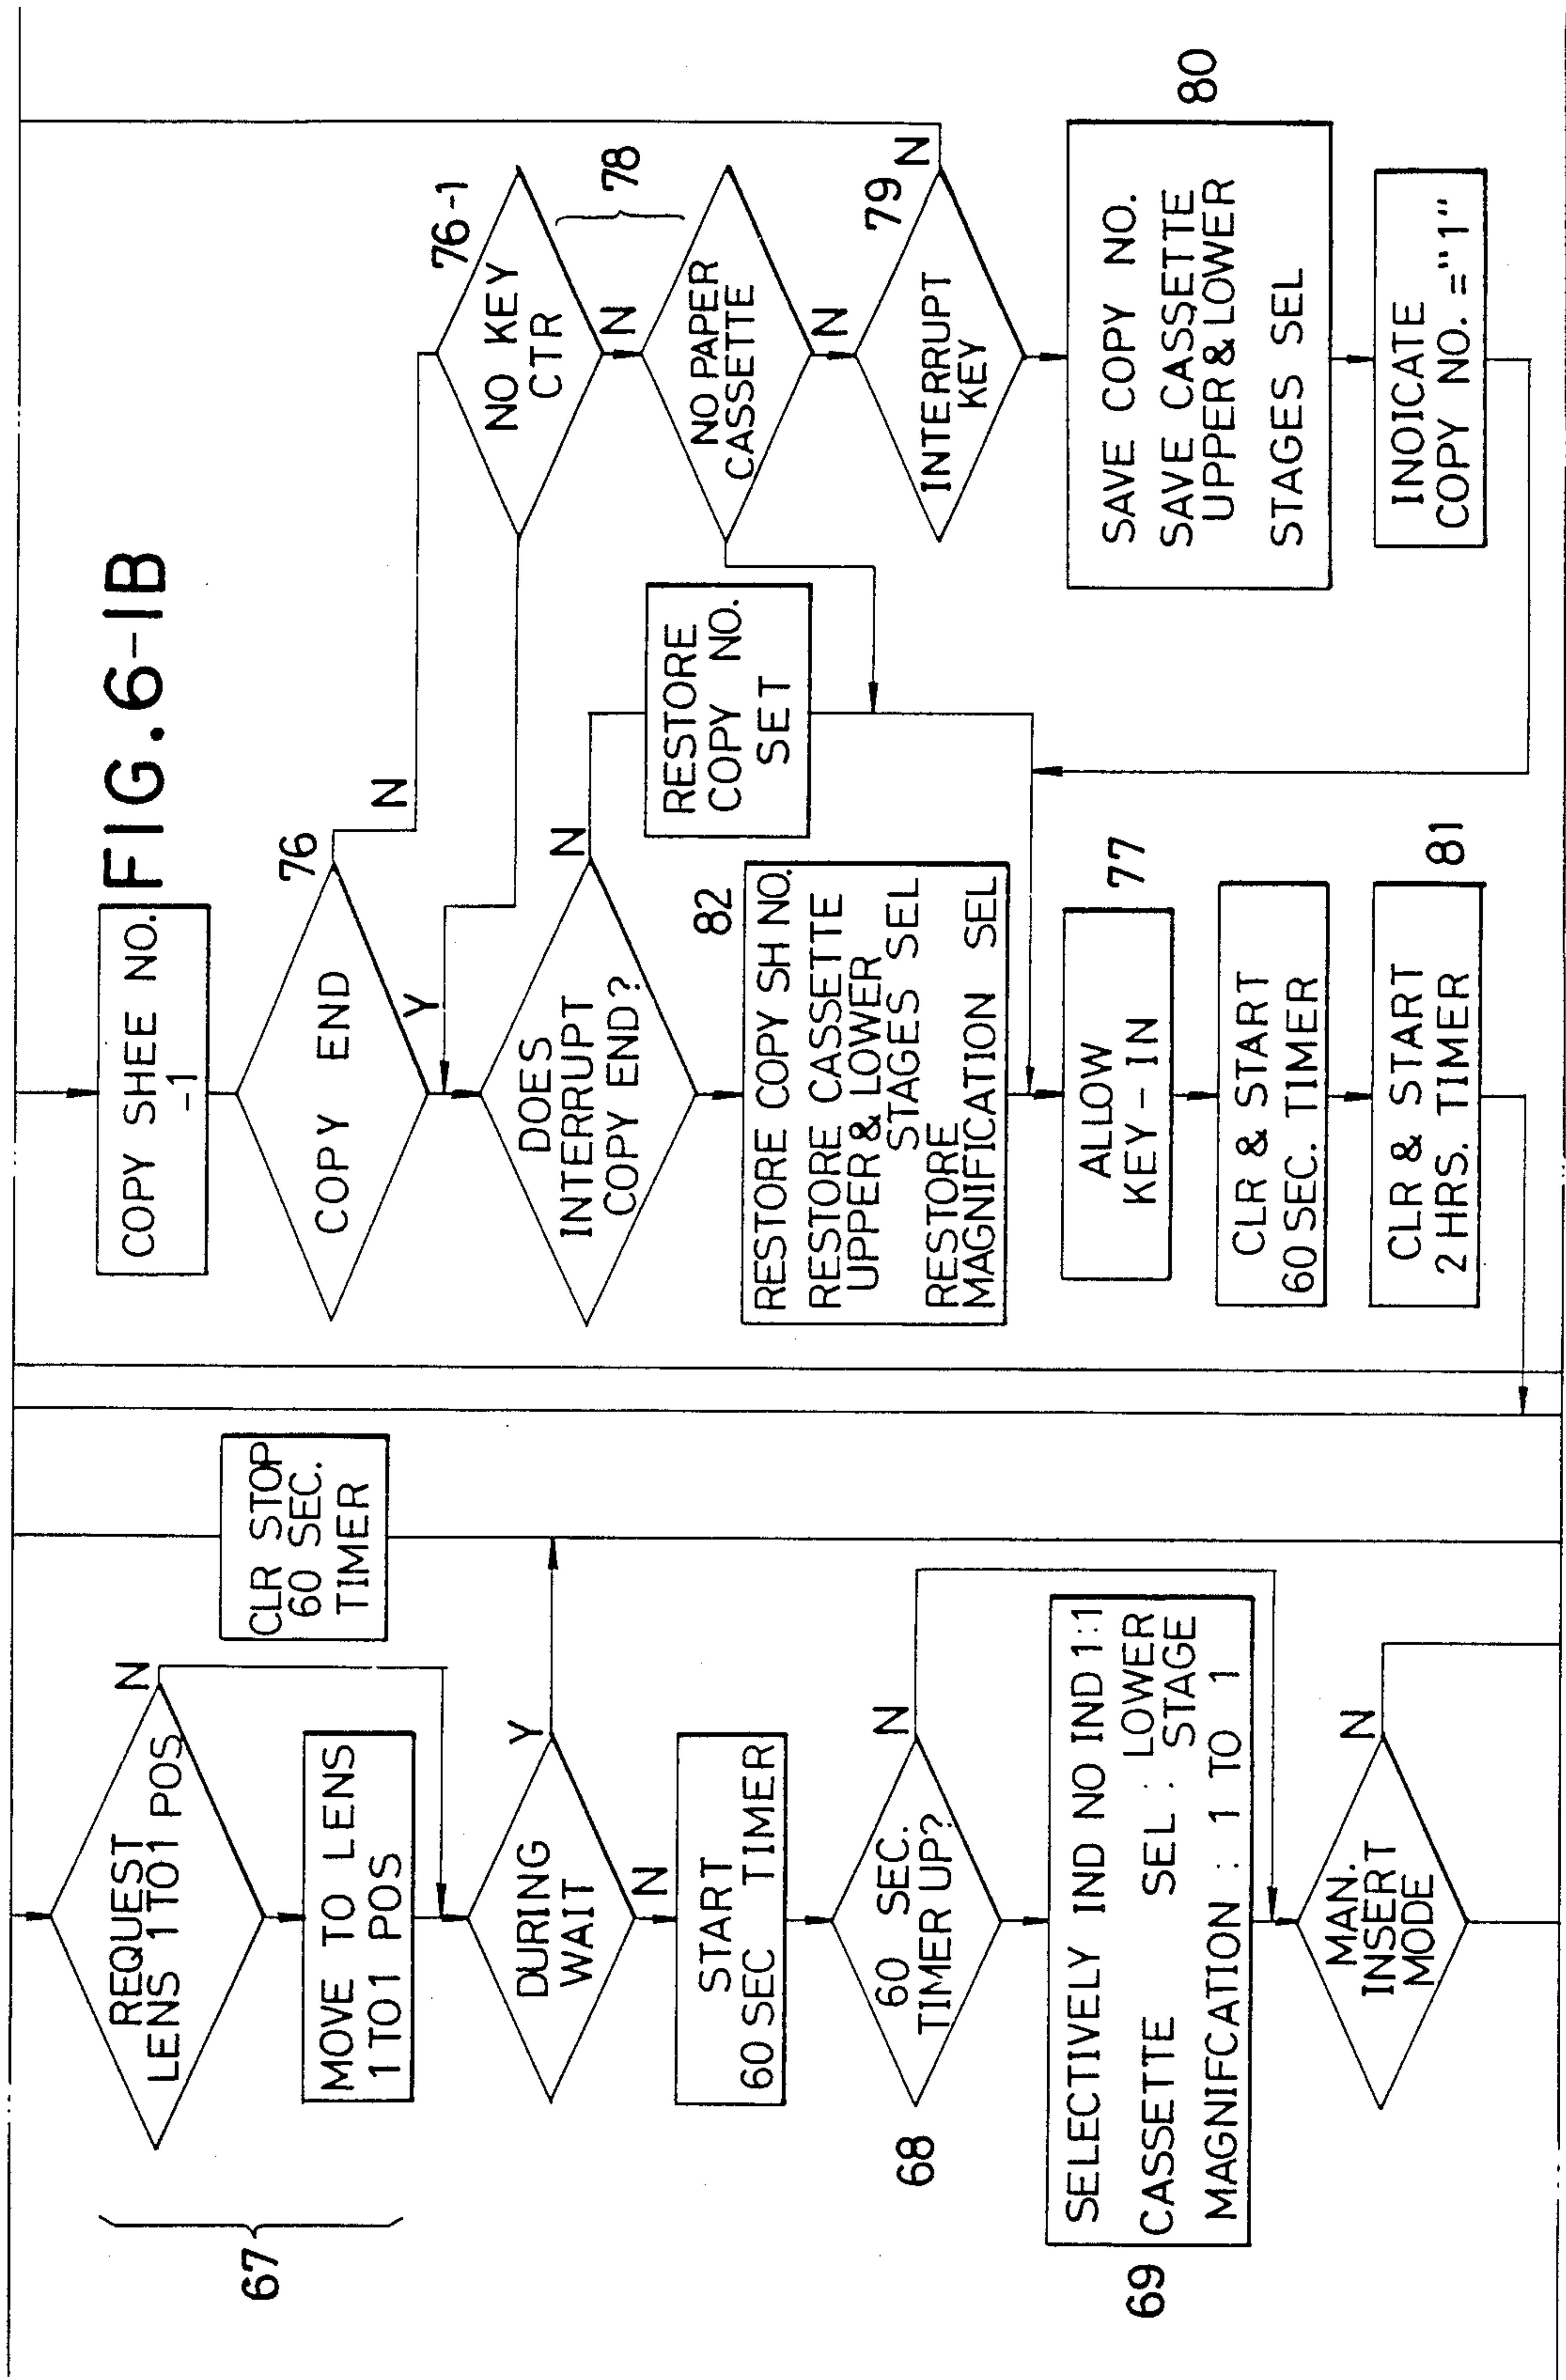 FIG. 6-1B
67
REQUEST
LENS 1 TO 1 POS
N
MOVE TO LENS
1 TO 1 POS
CLR STOP
60 SEC.
TIMER
DURING
WAIT
Y
N
START
60 SEC TIMER
68
60 SEC.
TIMER UP?
N
69
SELECTIVELY IND NO IND 1:1
CASSETTE SEL : LOWER
STAGE
MAGNIFCATION : 1 TO 1
MAN.
INSERT
MODE
N
COPY SHEE NO.
-1
76
COPY END
N
Y
DOES
INTERRUPT
COPY END?
N
RESTORE
COPY NO.
SET
82
RESTORE COPY SH NO.
RESTORE CASSETTE
UPPER & LOWER
STAGES SEL
RESTORE
MAGNIFICATION SEL
ALLOW
KEY-IN
77
CLR & START
60 SEC. TIMER
CLR & START
2 HRS. TIMER
81
76-1
NO KEY
CTR
N
78
NO PAPER
CASSETTE
N
79
INTERRUPT
KEY
N
80
SAVE COPY NO.
SAVE CASSETTE
UPPER & LOWER
STAGES SEL
INOICATE
COPY NO. = "1"